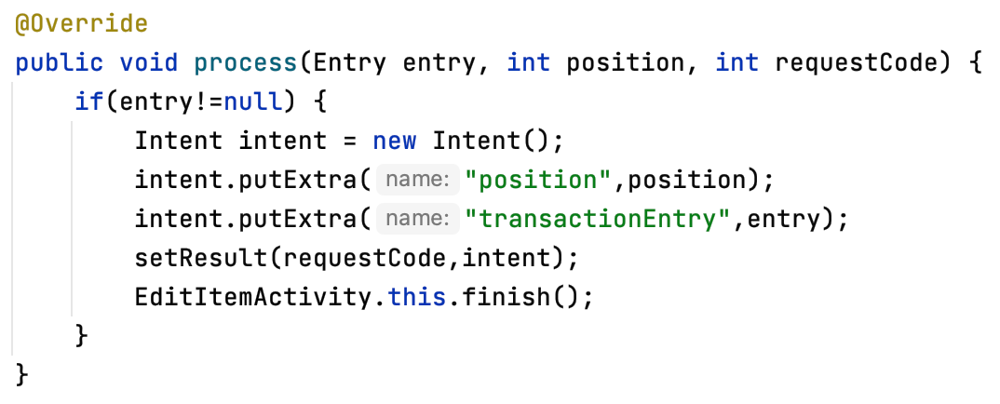 @Override
public void process(Entry entry, int position, int requestCode) {
    if(entry!=null) {
        Intent intent = new Intent();
        intent.putExtra( name: "position",position);
        intent.putExtra( name: "transactionEntry",entry);
        setResult(requestCode,intent);
        EditItemActivity.this.finish();
    }
}